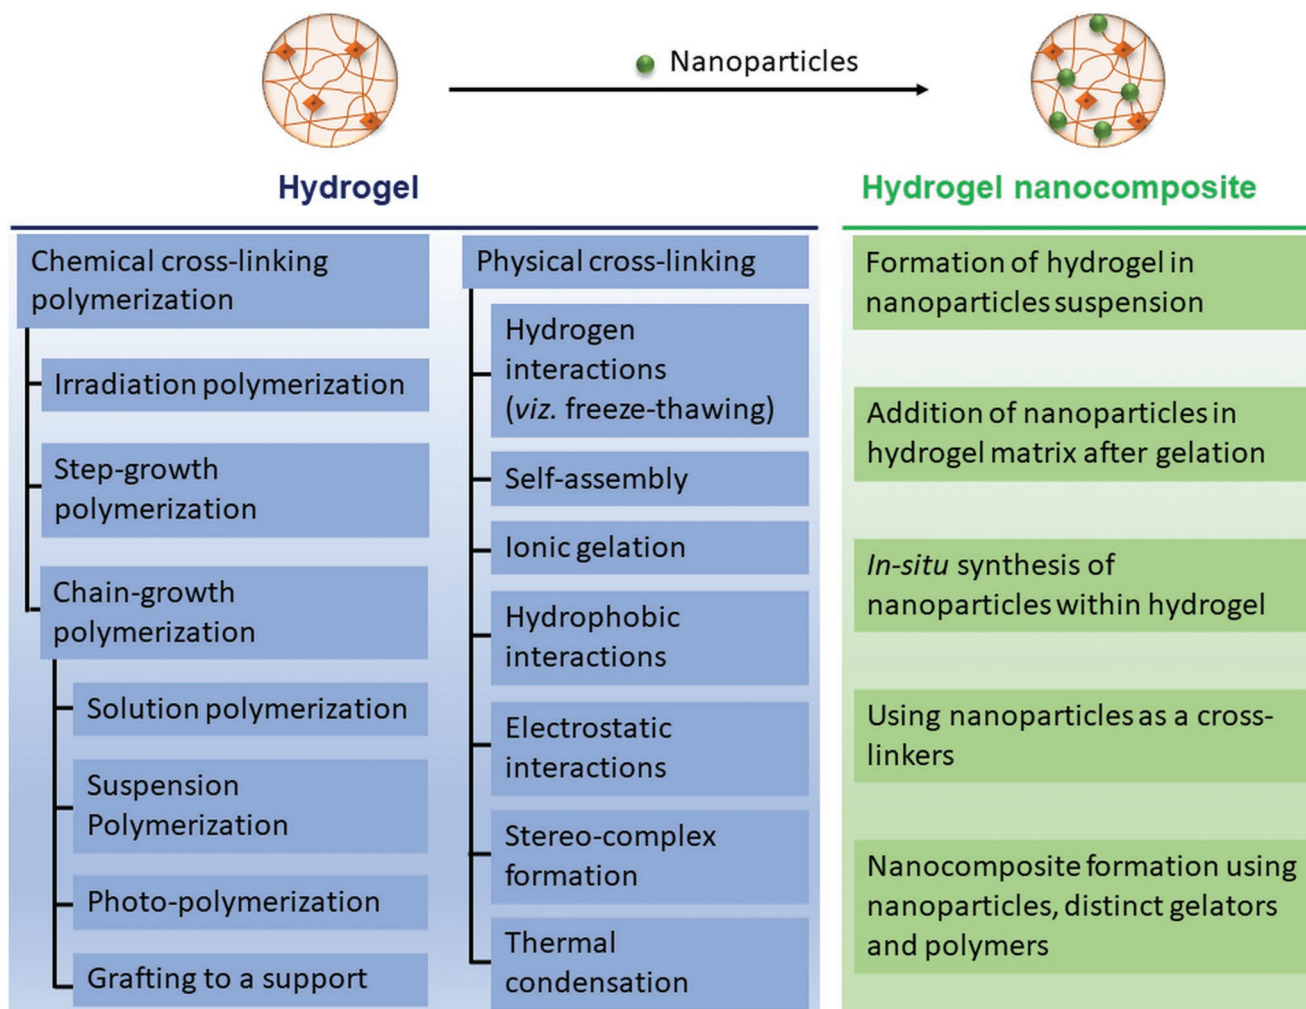 Nanoparticles
Hydrogel
Hydrogel nanocomposite
Chemical cross-linking
polymerization
Irradiation polymerization
Step-growth
polymerization
Chain-growth
polymerization
Solution polymerization
Suspension
Polymerization
Photo-polymerization
Grafting to a support
Physical cross-linking
Hydrogen
interactions
(viz. freeze-thawing)
Self-assembly
Ionic gelation
Hydrophobic
interactions
Electrostatic
interactions
Stereo-complex
formation
Thermal
condensation
Formation of hydrogel in
nanoparticles suspension
Addition of nanoparticles in
hydrogel matrix after gelation
In-situ synthesis of
nanoparticles within hydrogel
Using nanoparticles as a cross-
linkers
Nanocomposite formation using
nanoparticles, distinct gelators
and polymers